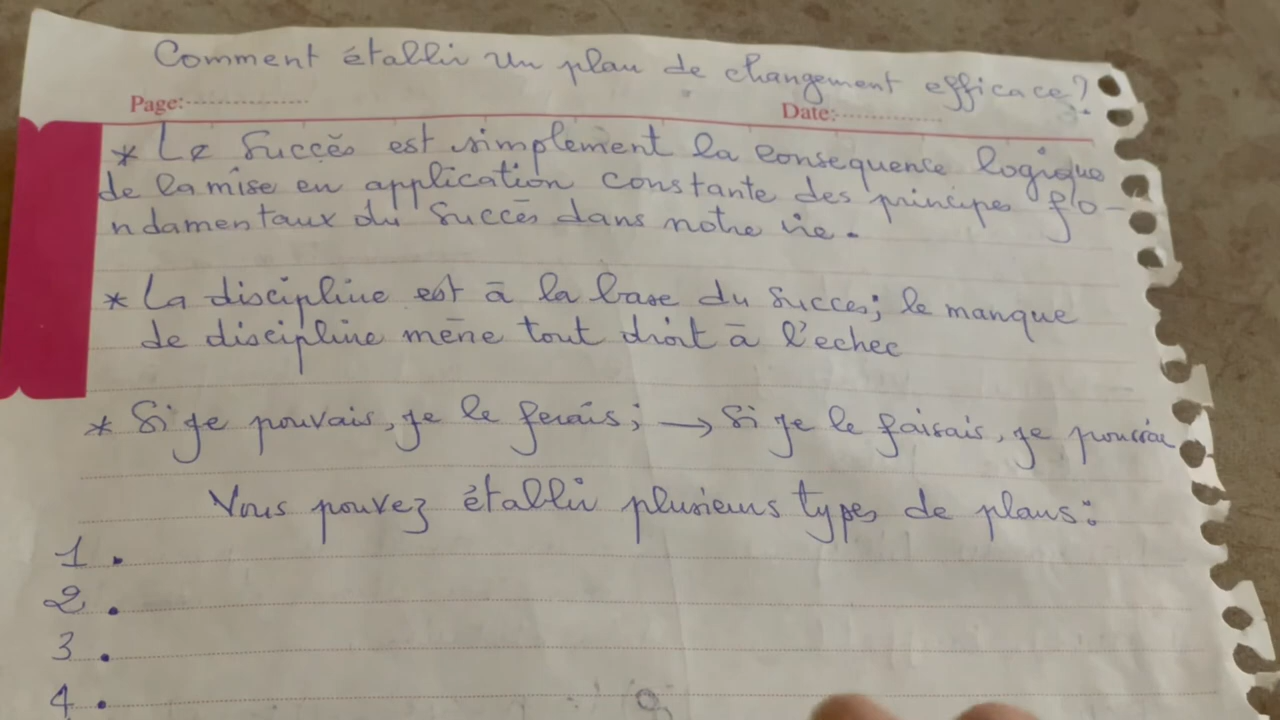 Comment établir un plan de changement efficace?
Page:
Date:
* Le Succès est simplement la consequence logique
de la mise en application constante des principes fo-
ndamentaux du Succès dans notre vie.
* La discipline est à la base du Succes; le manque
de discipline mène tout droit à l'echec
* Si je pouvais, je le ferais; → Si je le faisais, je
Vous pouvez établir plusieurs types de plans:
1.
2.
3.
4.